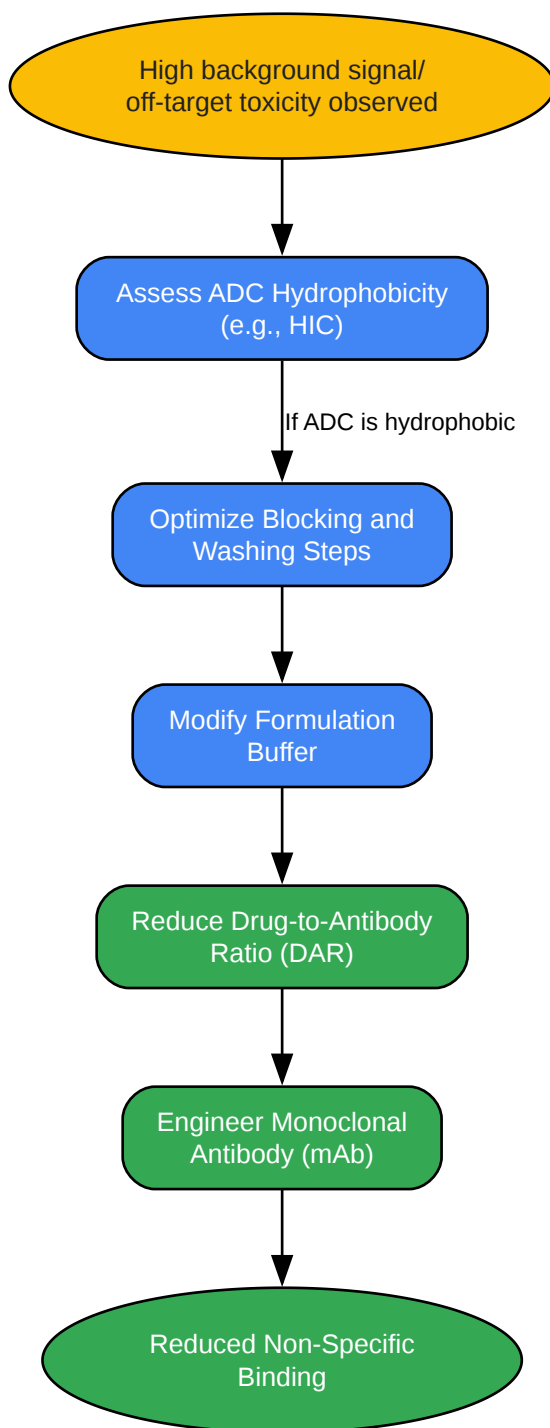 High background signal/
off-target toxicity observed
Assess ADC Hydrophobicity
(e.g., HIC)
If ADC is hydrophobic
Optimize Blocking and
Washing Steps
Modify Formulation
Buffer
Reduce Drug-to-Antibody
Ratio (DAR)
Engineer Monoclonal
Antibody (mAb)
Reduced Non-Specific
Binding